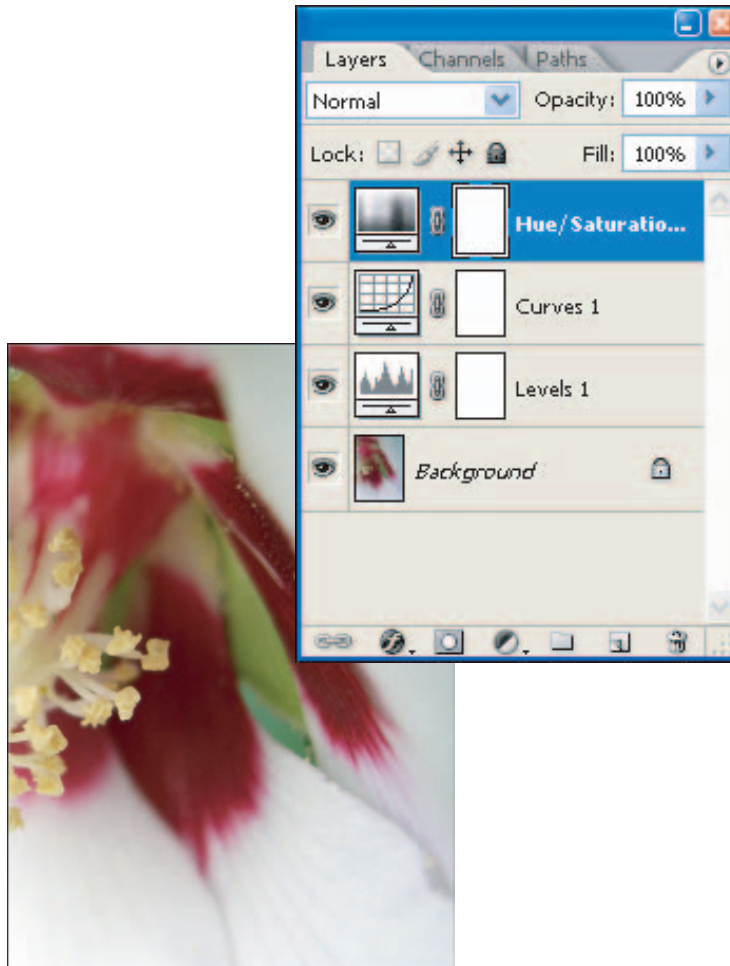 Layers Channels Paths
Normal Opacity: 100%
Lock: Fill: 100%
Hue/Saturatio...
Curves 1
Levels 1
Background